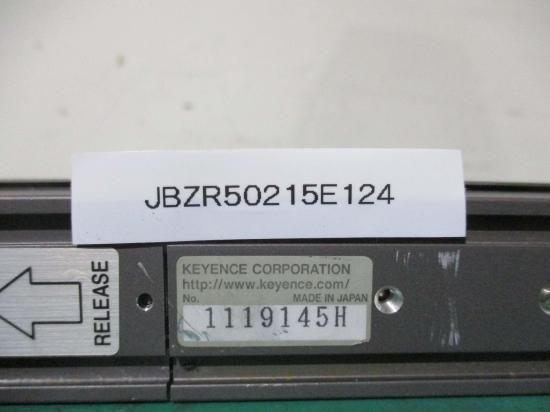 JBZR50215E124
KEYENCE CORPORATION
http://www.keyence.com/
No. MADE IN JAPAN
1119145H
RELEASE